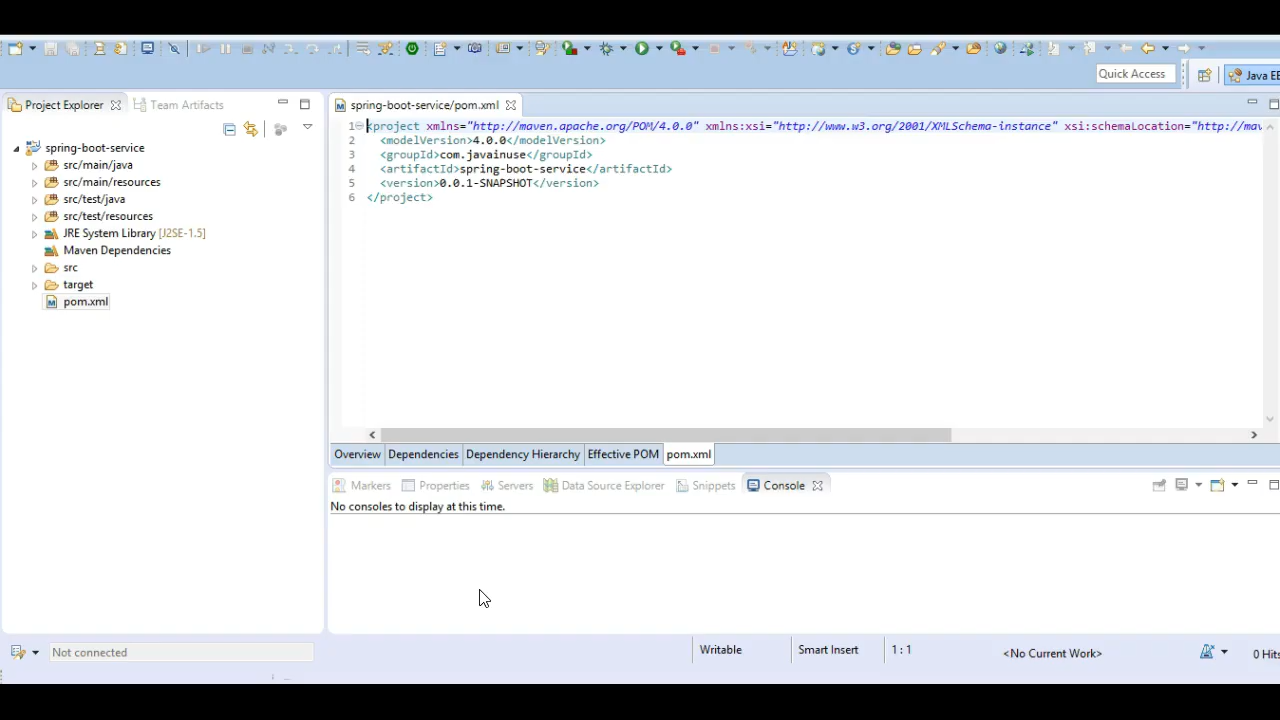 Quick Access
Java EE
Project Explorer
Team Artifacts
spring-boot-service
src/main/java
src/main/resources
src/test/java
src/test/resources
JRE System Library [J2SE-1.5]
Maven Dependencies
src
target
pom.xml
spring-boot-service/pom.xml
1 <project xmlns="http://maven.apache.org/POM/4.0.0" xmlns:xsi="http://www.w3.org/2001/XMLSchema-instance" xsi:schemaLocation="http://mav
2 <modelVersion>4.0.0</modelVersion>
3 <groupId>com.javainuse</groupId>
4 <artifactId>spring-boot-service</artifactId>
5 <version>0.0.1-SNAPSHOT</version>
6 </project>
Overview Dependencies Dependency Hierarchy Effective POM pom.xml
Markers Properties Servers Data Source Explorer Snippets Console
No consoles to display at this time.
Not connected
Writable
Smart Insert
1 : 1
<No Current Work>
0 Hits